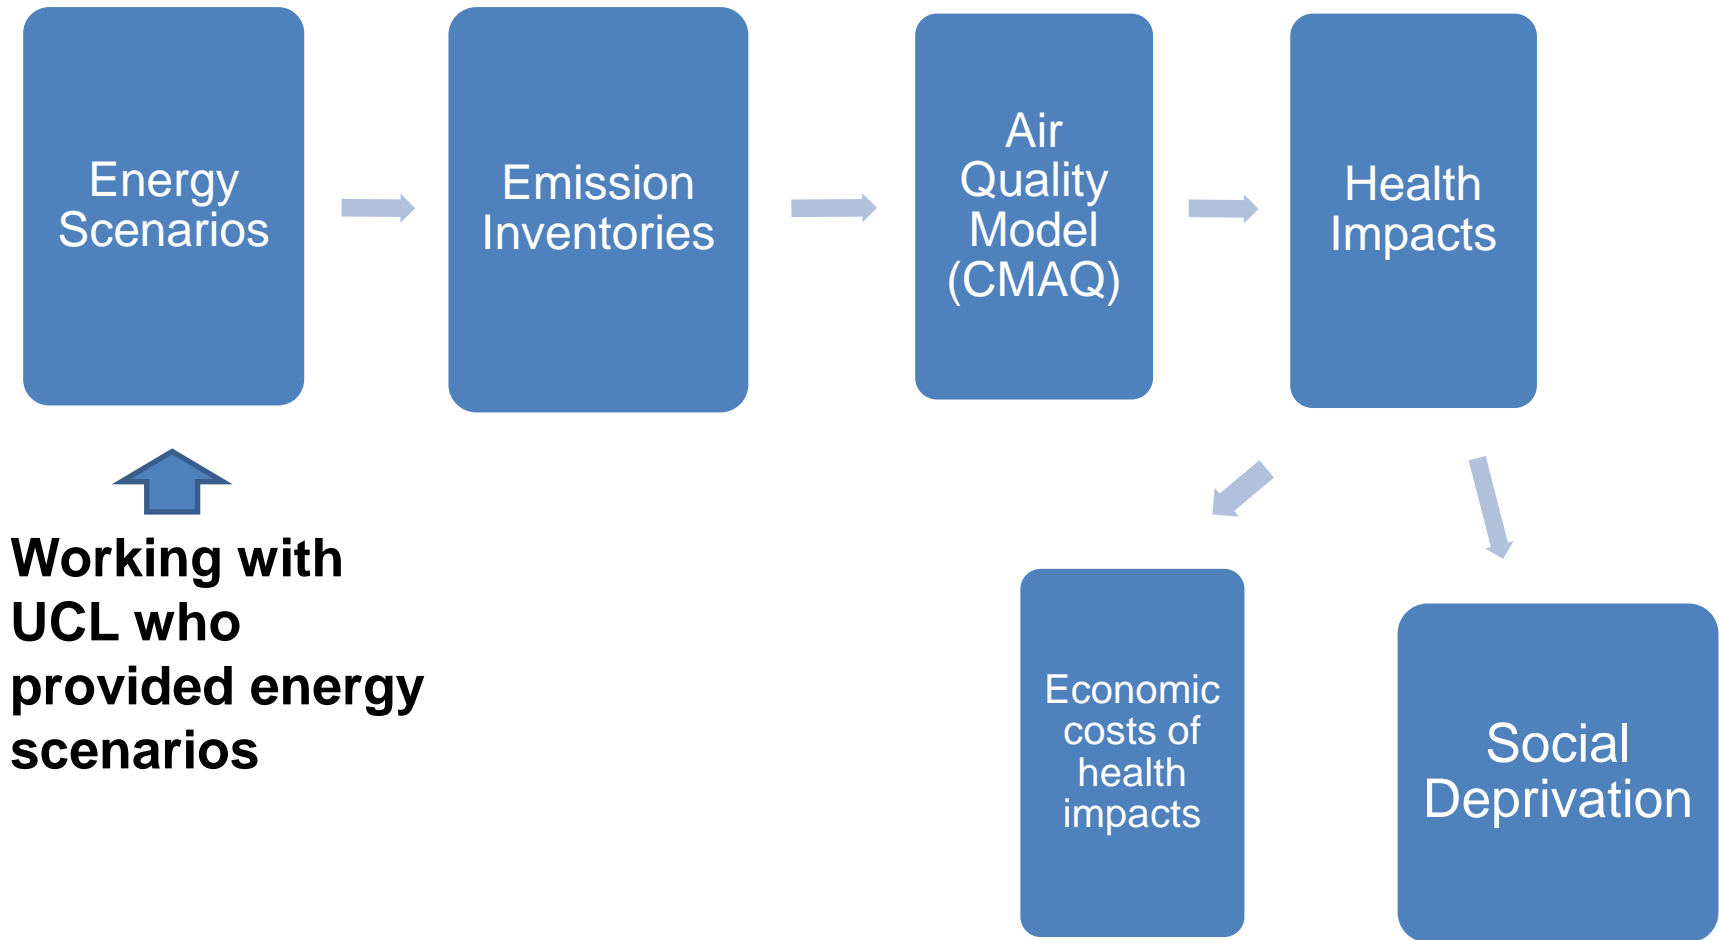 Energy
Scenarios
Emission
Inventories
Air
Quality
Model
(CMAQ)
Health
Impacts
Working with
UCL who
provided energy
scenarios
Economic
costs of
health
impacts
Social
Deprivation